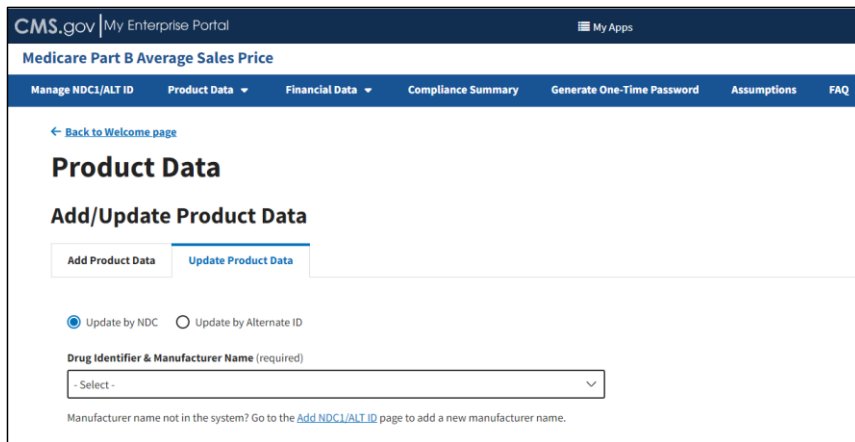 CMS.gov My Enterprise Portal My Apps
Medicare Part B Average Sales Price
Manage NDC1/ALT ID Product Data Financial Data Compliance Summary Generate One-Time Password Assumptions FAQ
Back to Welcome page
Product Data
Add/Update Product Data
Add Product Data Update Product Data
Update by NDC Update by Alternate ID
Drug Identifier & Manufacturer Name (required)
- Select -
Manufacturer name not in the system? Go to the Add NDC1/ALT ID page to add a new manufacturer name.